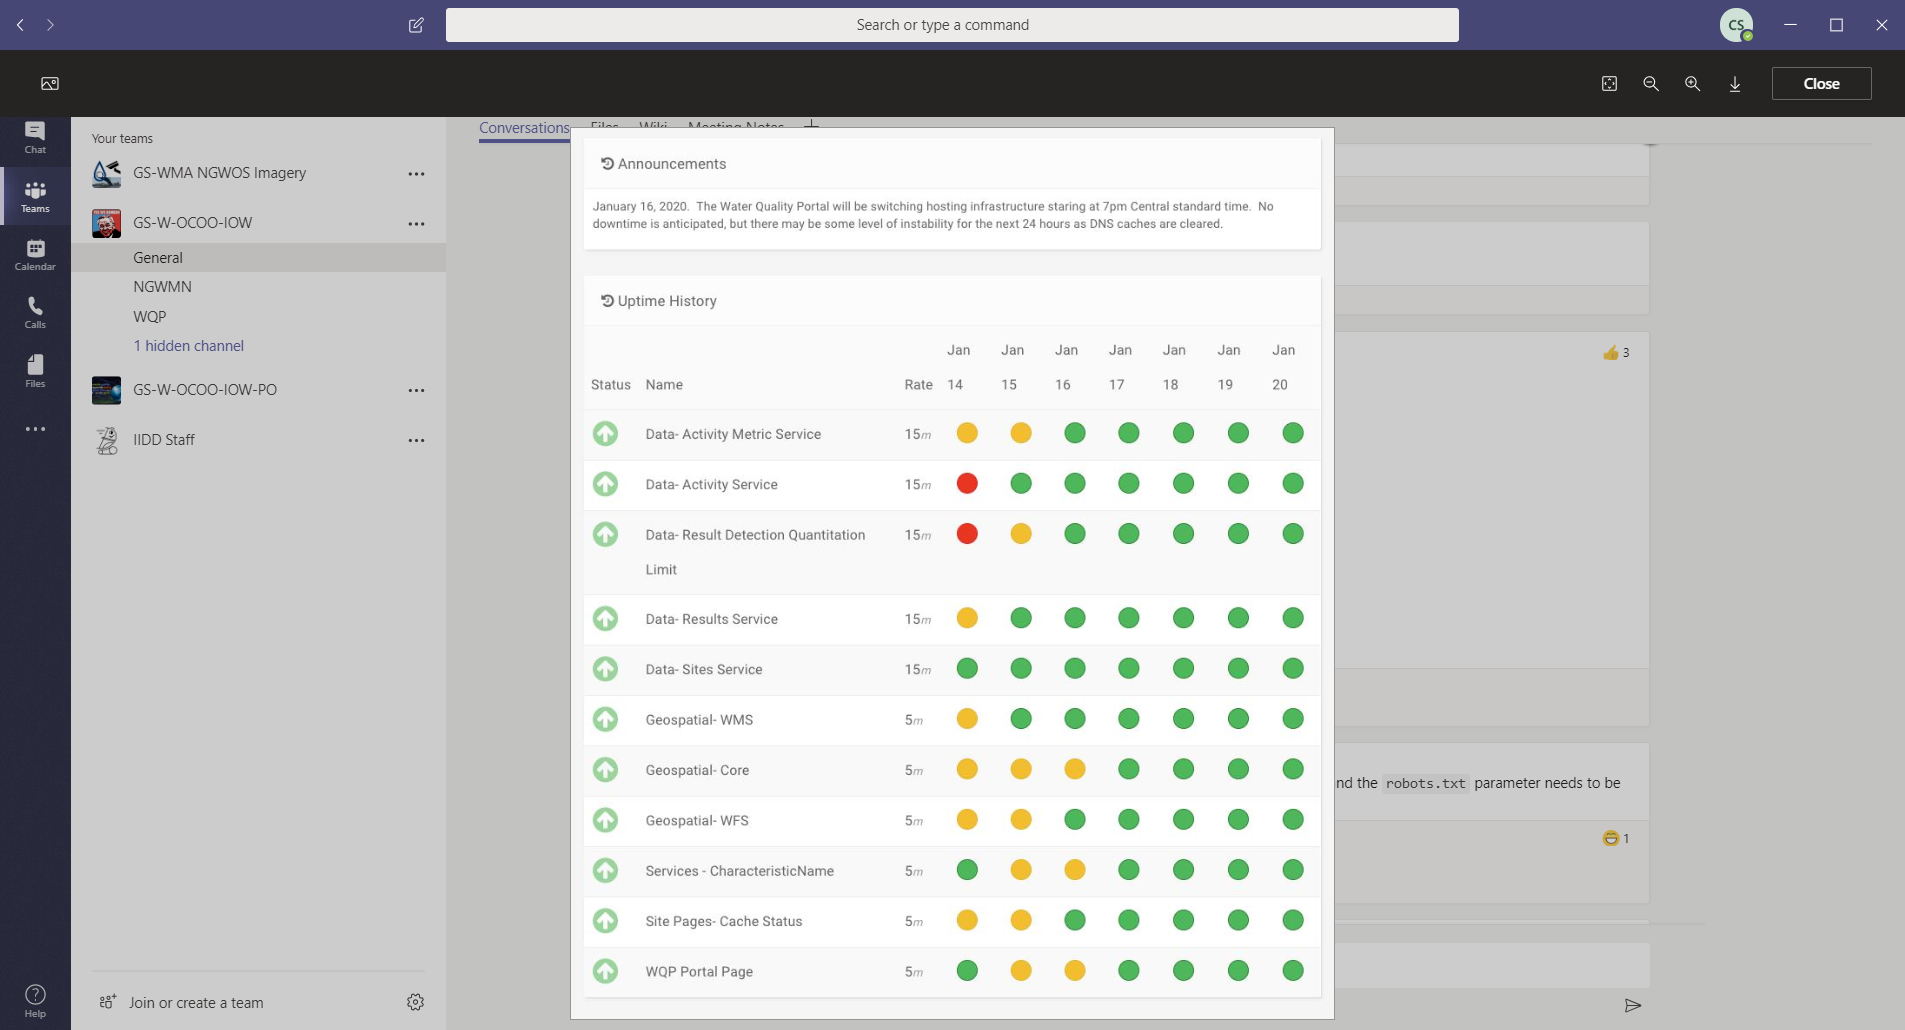 Search or type a command
CS
Close
Chat
Teams
Calendar
Calls
Files
Help
Your teams
GS-WMA NGWOS Imagery
GS-W-OCOO-IOW
General
NGWMN
WQP
1 hidden channel
GS-W-OCOO-IOW-PO
IIDD Staff
Join or create a team
Conversations Files Wiki Meeting Notes
Announcements
January 16, 2020. The Water Quality Portal will be switching hosting infrastructure staring at 7pm Central standard time. No
downtime is anticipated, but there may be some level of instability for the next 24 hours as DNS caches are cleared.
Uptime History
Jan Jan Jan Jan Jan Jan Jan
Status Name Rate 14 15 16 17 18 19 20
Data- Activity Metric Service 15m
Data- Activity Service 15m
Data- Result Detection Quantitation 15m
Limit
Data- Results Service 15m
Data- Sites Service 15m
Geospatial- WMS 5m
Geospatial- Core 5m
Geospatial- WFS 5m
Services - CharacteristicName 5m
Site Pages- Cache Status 5m
WQP Portal Page 5m
3
nd the robots.txt parameter needs to be
1